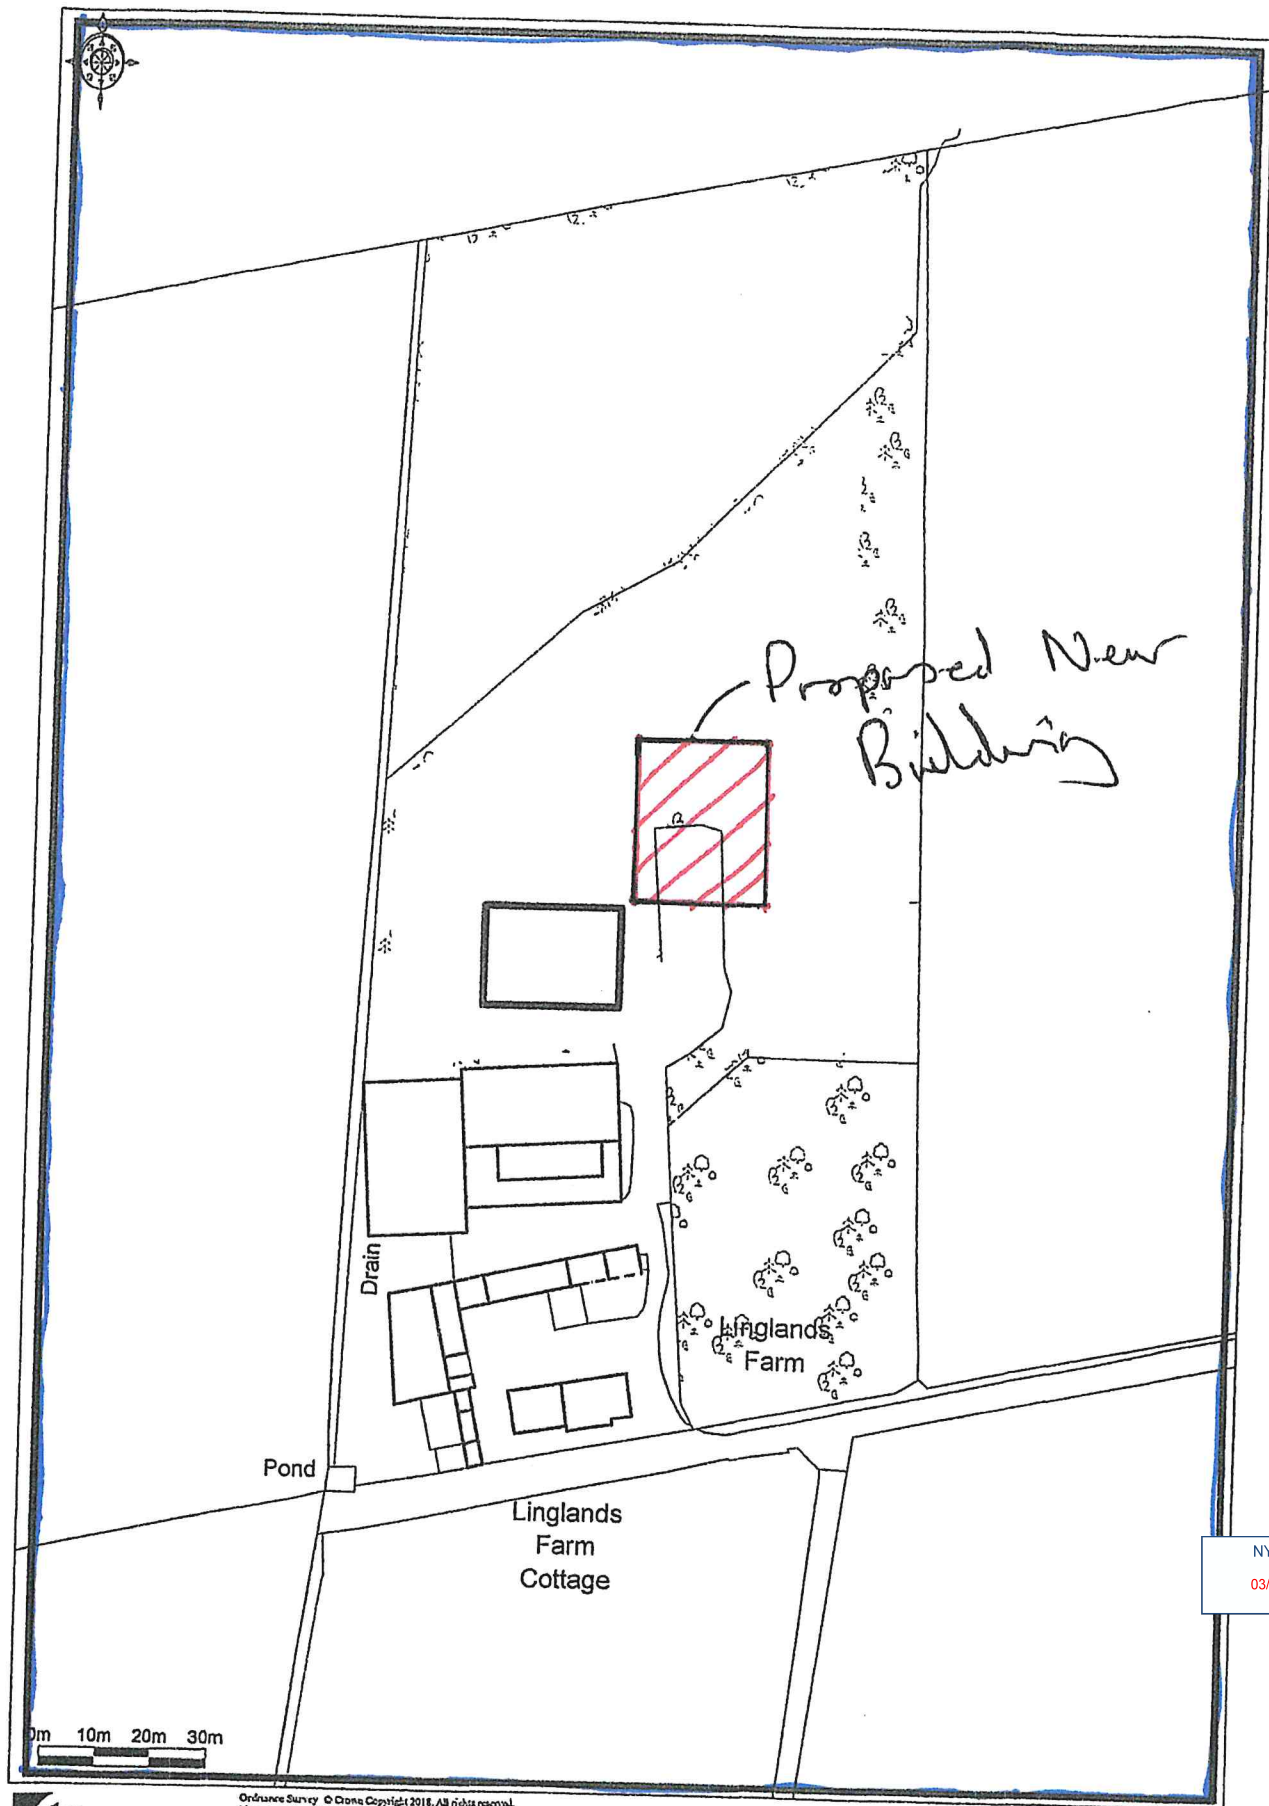 Proposed New
Building
Drain
Linglands
Farm
Pond
Linglands
Farm
Cottage
NY
03/
0m 10m 20m 30m
Ordnance Survey © Crown Copyright 2018. All rights reserved.